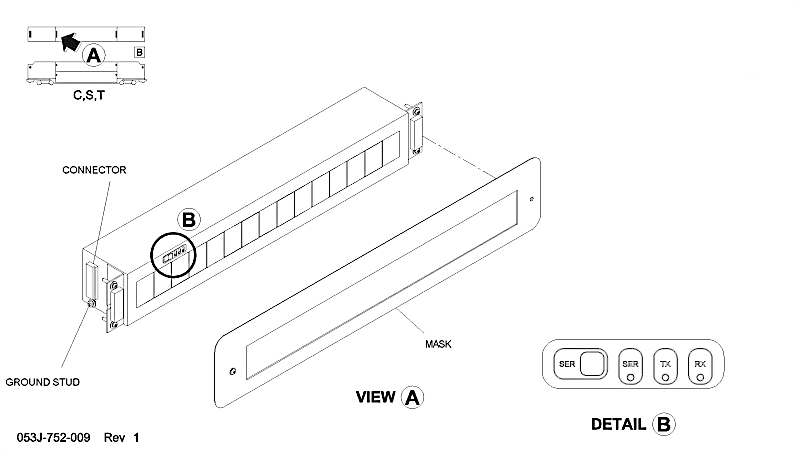 A
B
C,S,T
CONNECTOR
B
MASK
GROUND STUD
VIEW A
SER
SER
TX
RX
DETAIL B
053J-752-009 Rev 1